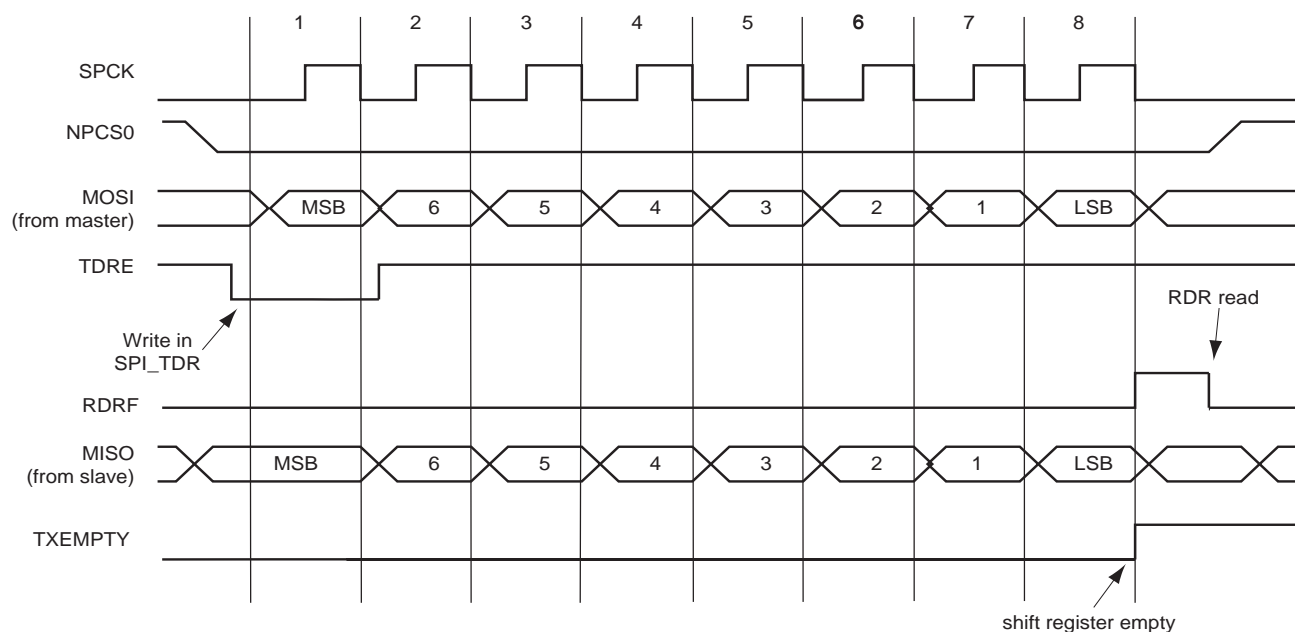 1 2 3 4 5 6 7 8
SPCK
NPCS0
MOSI
(from master)
MSB 6 5 4 3 2 1 LSB
TDRE
RDR read
Write in
SPI_TDR
RDRF
MISO
(from slave)
MSB 6 5 4 3 2 1 LSB
TXEMPTY
shift register empty